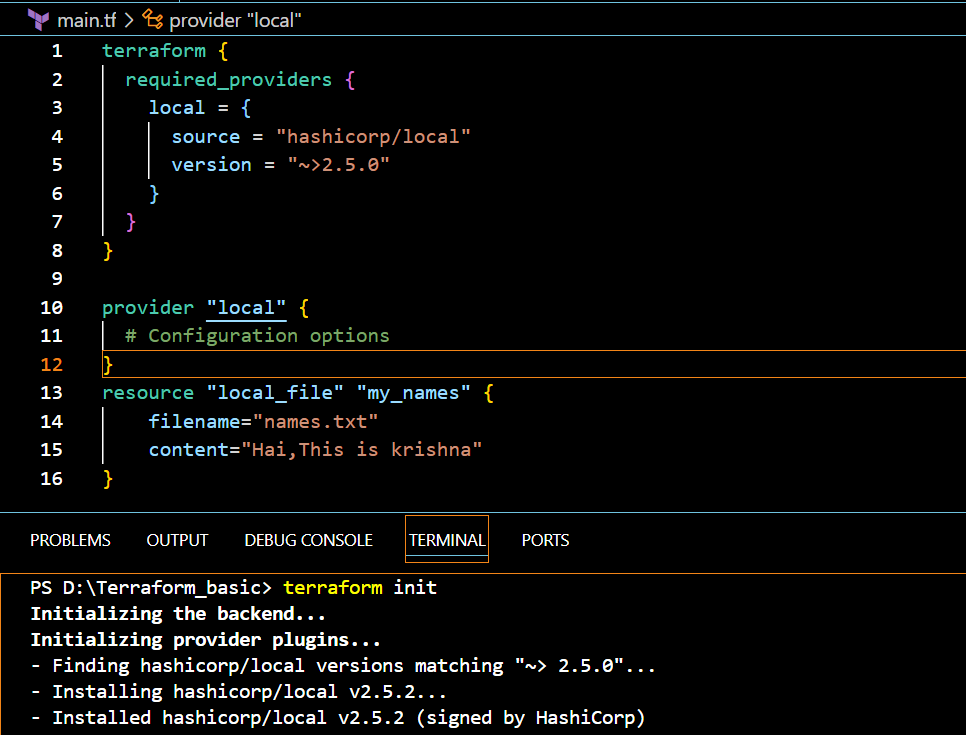 main.tf > provider "local"
1 terraform {
2 required_providers {
3 local = {
4 source = "hashicorp/local"
5 version = "~>2.5.0"
6 }
7 }
8 }
9
10 provider "local" {
11 # Configuration options
12 }
13 resource "local_file" "my_names" {
14 filename="names.txt"
15 content="Hai,This is krishna"
16 }
PROBLEMS OUTPUT DEBUG CONSOLE TERMINAL PORTS
PS D:\Terraform_basic> terraform init
Initializing the backend...
Initializing provider plugins...
- Finding hashicorp/local versions matching "~> 2.5.0"...
- Installing hashicorp/local v2.5.2...
- Installed hashicorp/local v2.5.2 (signed by HashiCorp)